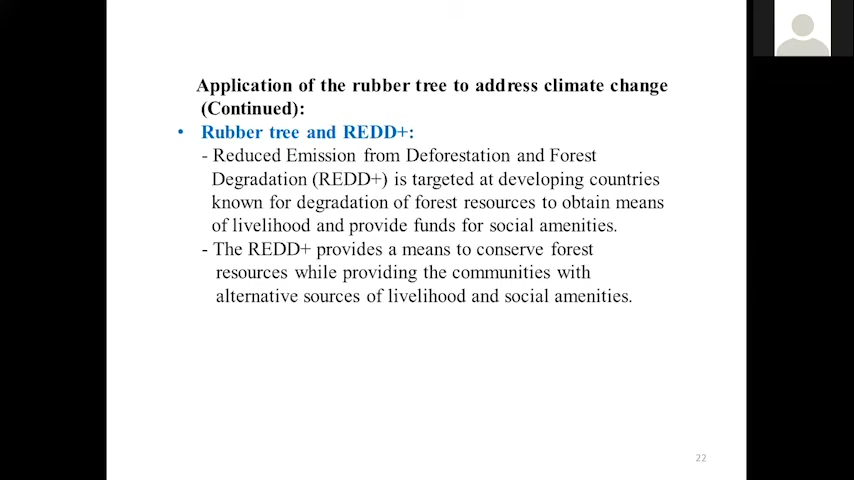 Application of the rubber tree to address climate change
(Continued):
• Rubber tree and REDD+:
- Reduced Emission from Deforestation and Forest
Degradation (REDD+) is targeted at developing countries
known for degradation of forest resources to obtain means
of livelihood and provide funds for social amenities.
- The REDD+ provides a means to conserve forest
resources while providing the communities with
alternative sources of livelihood and social amenities.
22